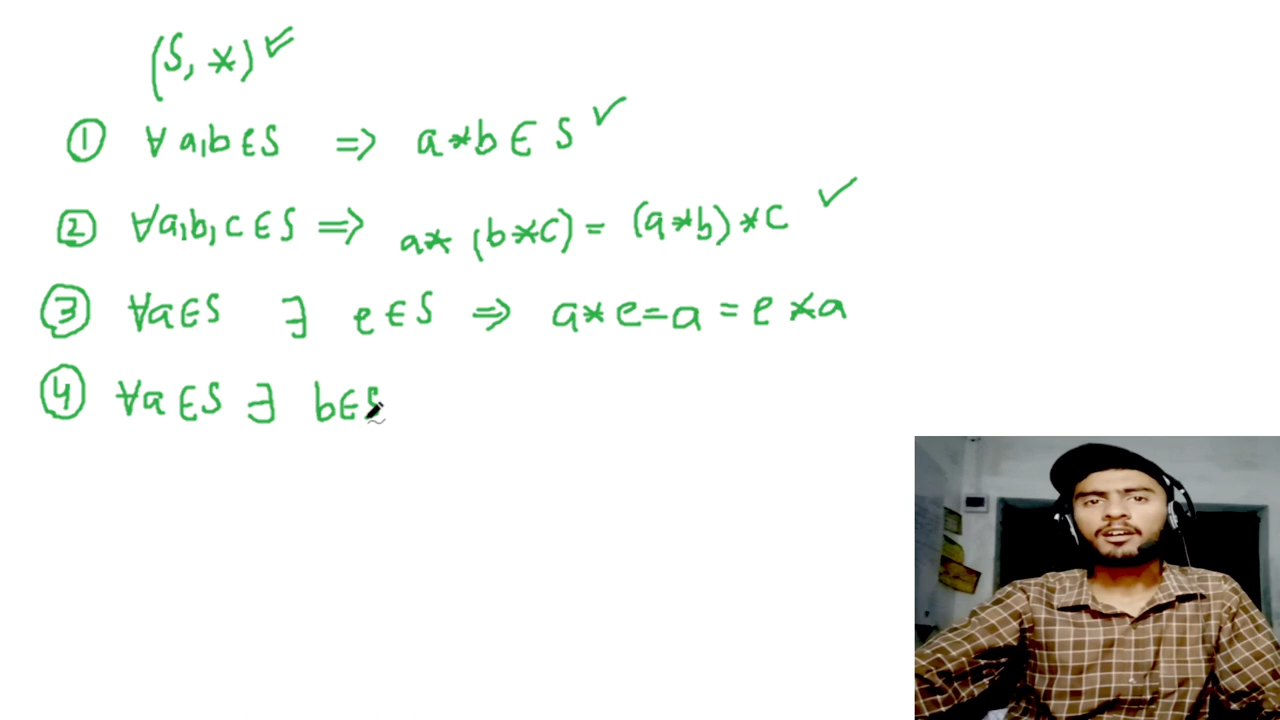 (S, *)
① ∀ a,b ∈ S ⇒ a*b ∈ S
② ∀a,b,c ∈ S ⇒ a*(b*c) = (a*b)*c
③ ∀a∈S ∃ e∈S ⇒ a*e=a=e*a
④ ∀a∈S ∃ b∈S